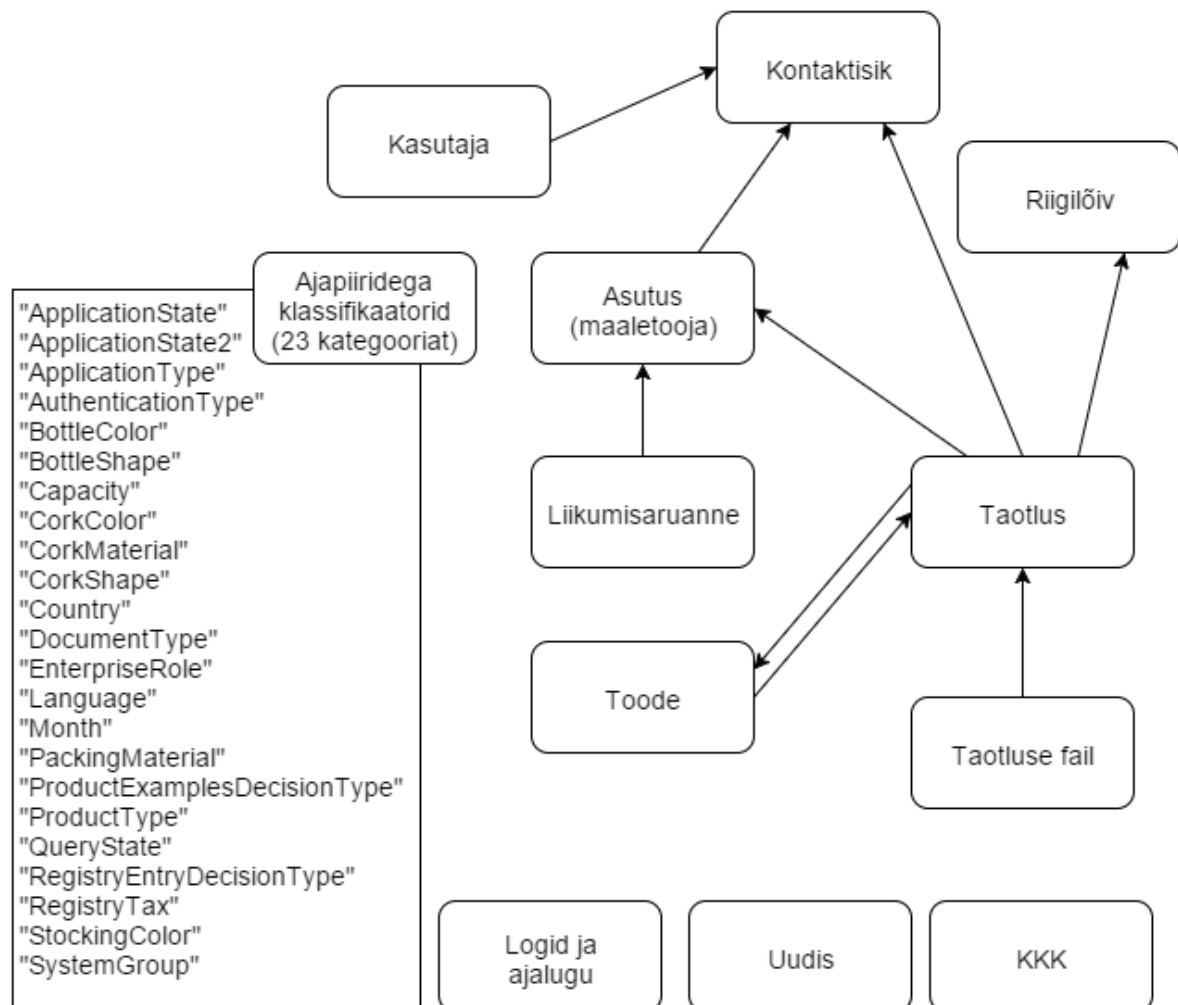 Kontaktisik
Kasutaja
Riigilõiv
Ajapiiridega
klassifikaatorid
(23 kategooriat)
"ApplicationState"
"ApplicationState2"
"ApplicationType"
"AuthenticationType"
"BottleColor"
"BottleShape"
"Capacity"
"CorkColor"
"CorkMaterial"
"CorkShape"
"Country"
"DocumentType"
"EnterpriseRole"
"Language"
"Month"
"PackingMaterial"
"ProductExamplesDecisionType"
"ProductType"
"QueryState"
"RegistryEntryDecisionType"
"RegistryTax"
"StockingColor"
"SystemGroup"
Asutus
(maaletooja)
Liikumisaruanne
Taotlus
Toode
Taotluse fail
Logid ja
ajalugu
Uudis
KKK